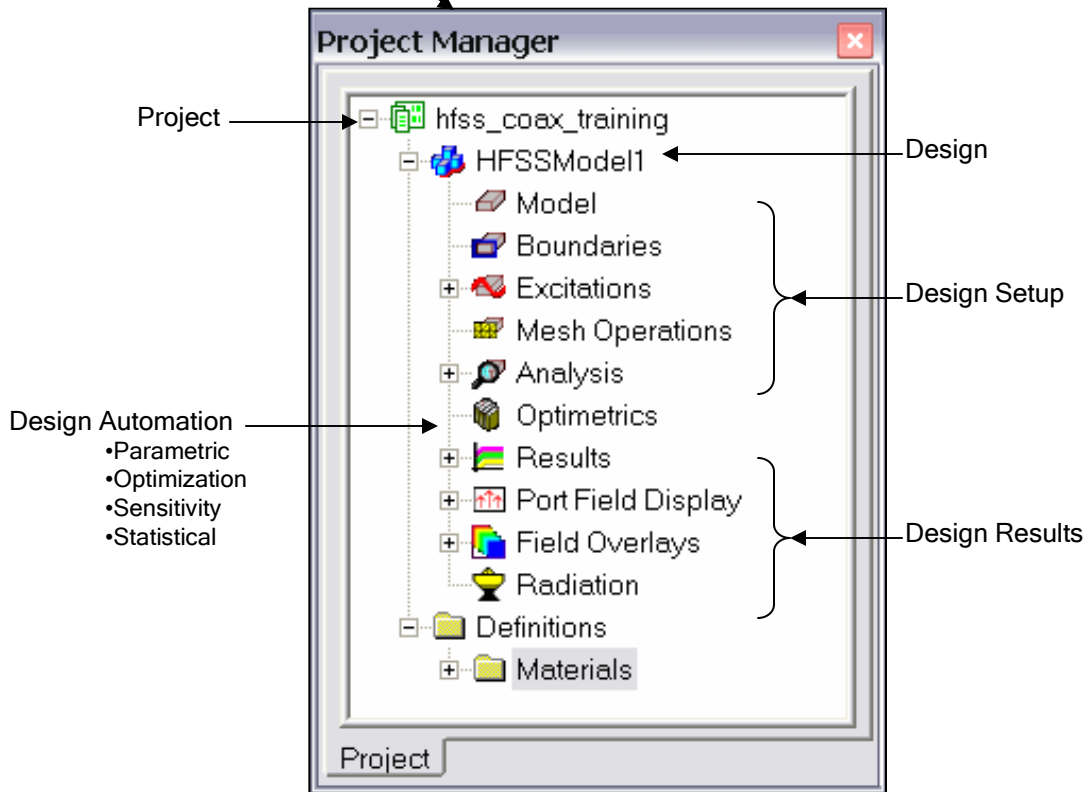 Project Manager
Project
hfss_coax_training
HFSSModel1
Design
Model
Boundaries
Excitations
Design Setup
Mesh Operations
Analysis
Design Automation
•Parametric
•Optimization
•Sensitivity
•Statistical
Optimetrics
Results
Port Field Display
Field Overlays
Design Results
Radiation
Definitions
Materials
Project